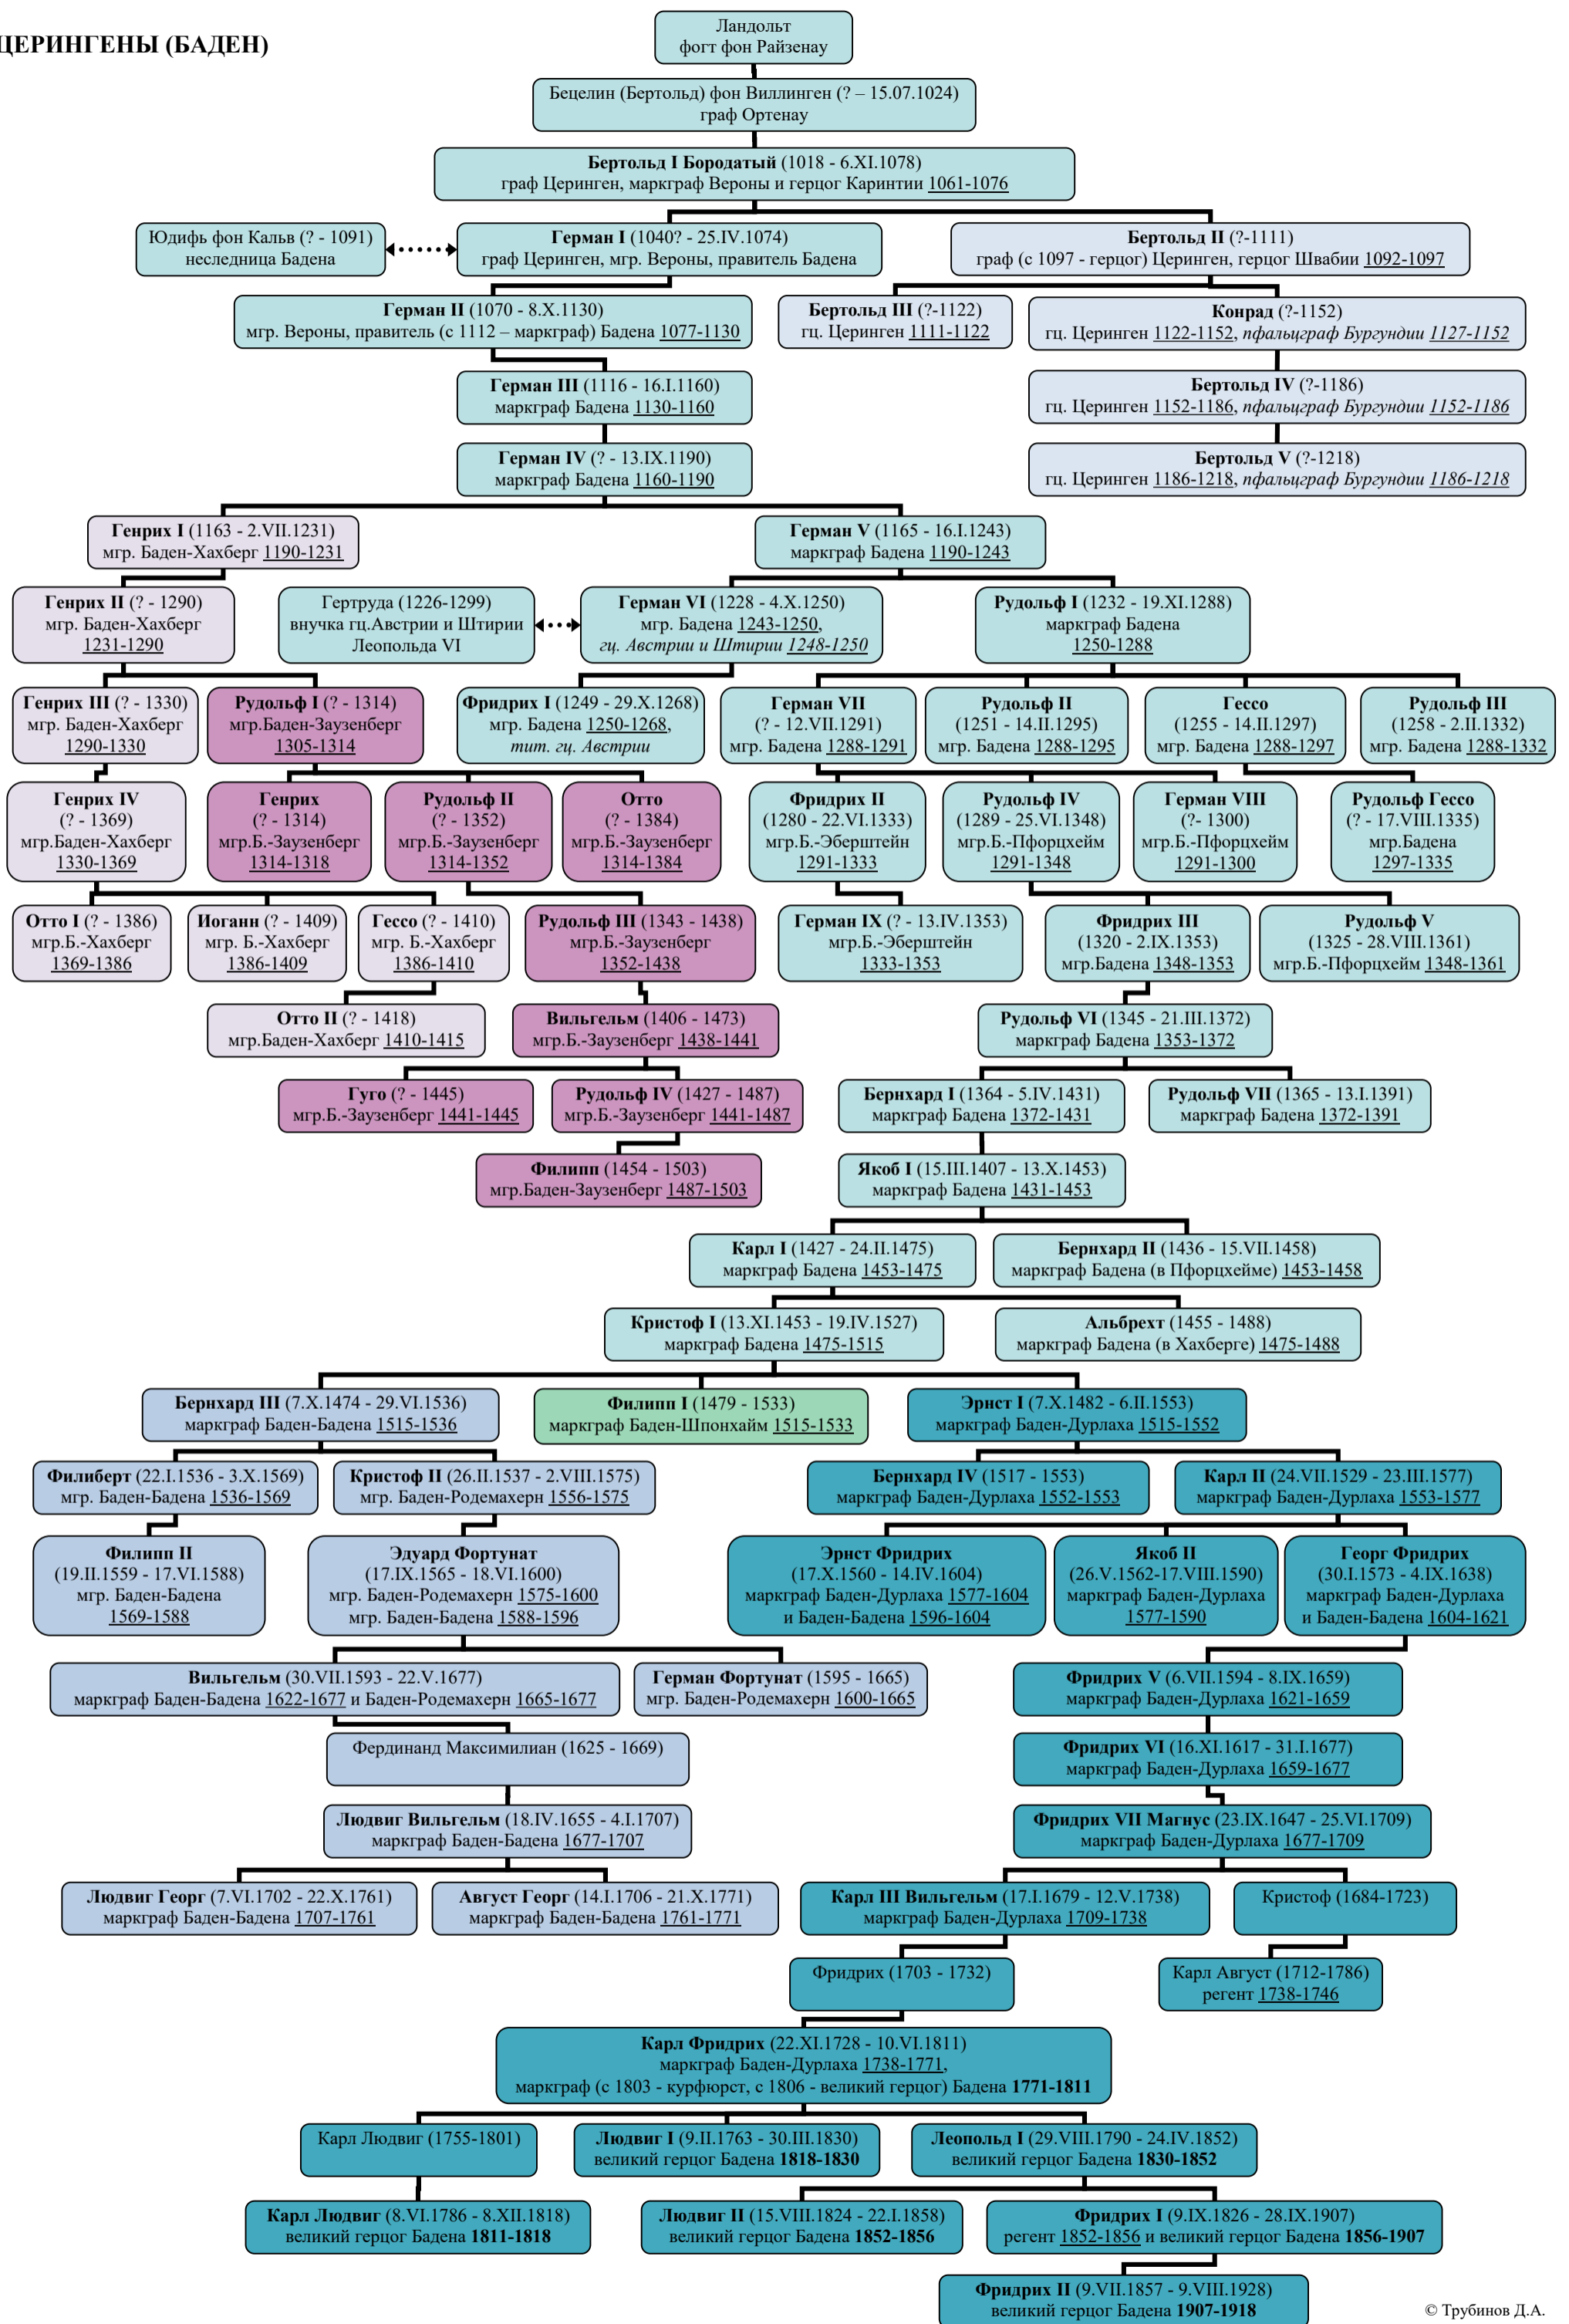 ЦЕРИНГЕНЫ (БАДЕН)
Ландольт
фогт фон Райзенау
Бецелин (Бертольд) фон Виллинген (? – 15.07.1024)
граф Ортенау
Бертольд I Бородатый (1018 - 6.XI.1078)
граф Церинген, маркграф Вероны и герцог Каринтии 1061-1076
Юдифь фон Кальв (? - 1091)
неследница Бадена
Герман I (1040? - 25.IV.1074)
граф Церинген, мгр. Вероны, правитель Бадена
Бертольд II (?-1111)
граф (с 1097 - герцог) Церинген, герцог Швабии 1092-1097
Герман II (1070 - 8.X.1130)
мгр. Вероны, правитель (с 1112 – маркграф) Бадена 1077-1130
Бертольд III (?-1122)
гц. Церинген 1111-1122
Конрад (?-1152)
гц. Церинген 1122-1152, пфальцграф Бургундии 1127-1152
Герман III (1116 - 16.I.1160)
маркграф Бадена 1130-1160
Бертольд IV (?-1186)
гц. Церинген 1152-1186, пфальцграф Бургундии 1152-1186
Герман IV (? - 13.IX.1190)
маркграф Бадена 1160-1190
Бертольд V (?-1218)
гц. Церинген 1186-1218, пфальцграф Бургундии 1186-1218
Генрих I (1163 - 2.VII.1231)
мгр. Баден-Хахберг 1190-1231
Герман V (1165 - 16.I.1243)
маркграф Бадена 1190-1243
Генрих II (? - 1290)
мгр. Баден-Хахберг
1231-1290
Гертруда (1226-1299)
внучка гц.Австрии и Штирии
Леопольда VI
Герман VI (1228 - 4.X.1250)
мгр. Бадена 1243-1250,
гц. Австрии и Штирии 1248-1250
Рудольф I (1232 - 19.XI.1288)
маркграф Бадена
1250-1288
Генрих III (? - 1330)
мгр. Баден-Хахберг
1290-1330
Рудольф I (? - 1314)
мгр.Баден-Заузенберг
1305-1314
Фридрих I (1249 - 29.X.1268)
мгр. Бадена 1250-1268,
тит. гц. Австрии
Герман VII
(? - 12.VII.1291)
мгр. Бадена 1288-1291
Рудольф II
(1251 - 14.II.1295)
мгр. Бадена 1288-1295
Гессо
(1255 - 14.II.1297)
мгр. Бадена 1288-1297
Рудольф III
(1258 - 2.II.1332)
мгр. Бадена 1288-1332
Генрих IV
(? - 1369)
мгр.Баден-Хахберг
1330-1369
Генрих
(? - 1314)
мгр.Б.-Заузенберг
1314-1318
Рудольф II
(? - 1352)
мгр.Б.-Заузенберг
1314-1352
Отто
(? - 1384)
мгр.Б.-Заузенберг
1314-1384
Фридрих II
(1280 - 22.VI.1333)
мгр.Б.-Эберштейн
1291-1333
Рудольф IV
(1289 - 25.VI.1348)
мгр.Б.-Пфорцхейм
1291-1348
Герман VIII
(?- 1300)
мгр.Б.-Пфорцхейм
1291-1300
Рудольф Гессо
(? - 17.VIII.1335)
мгр.Бадена
1297-1335
Отто I (? - 1386)
мгр.Б.-Хахберг
1369-1386
Иоганн (? - 1409)
мгр. Б.-Хахберг
1386-1409
Гессо (? - 1410)
мгр. Б.-Хахберг
1386-1410
Рудольф III (1343 - 1438)
мгр.Б.-Заузенберг
1352-1438
Герман IX (? - 13.IV.1353)
мгр.Б.-Эберштейн
1333-1353
Фридрих III
(1320 - 2.IX.1353)
мгр.Бадена 1348-1353
Рудольф V
(1325 - 28.VIII.1361)
мгр.Б.-Пфорцхейм 1348-1361
Отто II (? - 1418)
мгр.Баден-Хахберг 1410-1415
Вильгельм (1406 - 1473)
мгр.Б.-Заузенберг 1438-1441
Рудольф VI (1345 - 21.III.1372)
маркграф Бадена 1353-1372
Гуго (? - 1445)
мгр.Б.-Заузенберг 1441-1445
Рудольф IV (1427 - 1487)
мгр.Б.-Заузенберг 1441-1487
Бернхард I (1364 - 5.IV.1431)
маркграф Бадена 1372-1431
Рудольф VII (1365 - 13.I.1391)
маркграф Бадена 1372-1391
Филипп (1454 - 1503)
мгр.Баден-Заузенберг 1487-1503
Якоб I (15.III.1407 - 13.X.1453)
маркграф Бадена 1431-1453
Карл I (1427 - 24.II.1475)
маркграф Бадена 1453-1475
Бернхард II (1436 - 15.VII.1458)
маркграф Бадена (в Пфорцхейме) 1453-1458
Кристоф I (13.XI.1453 - 19.IV.1527)
маркграф Бадена 1475-1515
Альбрехт (1455 - 1488)
маркграф Бадена (в Хахберге) 1475-1488
Бернхард III (7.X.1474 - 29.VI.1536)
маркграф Баден-Бадена 1515-1536
Филипп I (1479 - 1533)
маркграф Баден-Шпонхайм 1515-1533
Эрнст I (7.X.1482 - 6.II.1553)
маркграф Баден-Дурлаха 1515-1552
Филиберт (22.I.1536 - 3.X.1569)
мгр. Баден-Бадена 1536-1569
Кристоф II (26.II.1537 - 2.VIII.1575)
мгр. Баден-Родемахерн 1556-1575
Бернхард IV (1517 - 1553)
маркграф Баден-Дурлаха 1552-1553
Карл II (24.VII.1529 - 23.III.1577)
маркграф Баден-Дурлаха 1553-1577
Филипп II
(19.II.1559 - 17.VI.1588)
мгр. Баден-Бадена
1569-1588
Эдуард Фортунат
(17.IX.1565 - 18.VI.1600)
мгр. Баден-Родемахерн 1575-1600
мгр. Баден-Бадена 1588-1596
Эрнст Фридрих
(17.X.1560 - 14.IV.1604)
маркграф Баден-Дурлаха 1577-1604
и Баден-Бадена 1596-1604
Якоб II
(26.V.1562-17.VIII.1590)
маркграф Баден-Дурлаха
1577-1590
Георг Фридрих
(30.I.1573 - 4.IX.1638)
маркграф Баден-Дурлаха
и Баден-Бадена 1604-1621
Вильгельм (30.VII.1593 - 22.V.1677)
маркграф Баден-Бадена 1622-1677 и Баден-Родемахерн 1665-1677
Герман Фортунат (1595 - 1665)
мгр. Баден-Родемахерн 1600-1665
Фридрих V (6.VII.1594 - 8.IX.1659)
маркграф Баден-Дурлаха 1621-1659
Фердинанд Максимилиан (1625 - 1669)
Фридрих VI (16.XI.1617 - 31.I.1677)
маркграф Баден-Дурлаха 1659-1677
Людвиг Вильгельм (18.IV.1655 - 4.I.1707)
маркграф Баден-Бадена 1677-1707
Фридрих VII Магнус (23.IX.1647 - 25.VI.1709)
маркграф Баден-Дурлаха 1677-1709
Людвиг Георг (7.VI.1702 - 22.X.1761)
маркграф Баден-Бадена 1707-1761
Август Георг (14.I.1706 - 21.X.1771)
маркграф Баден-Бадена 1761-1771
Карл III Вильгельм (17.I.1679 - 12.V.1738)
маркграф Баден-Дурлаха 1709-1738
Кристоф (1684-1723)
Фридрих (1703 - 1732)
Карл Август (1712-1786)
регент 1738-1746
Карл Фридрих (22.XI.1728 - 10.VI.1811)
маркграф Баден-Дурлаха 1738-1771,
маркграф (с 1803 - курфюрст, с 1806 - великий герцог) Бадена 1771-1811
Карл Людвиг (1755-1801)
Людвиг I (9.II.1763 - 30.III.1830)
великий герцог Бадена 1818-1830
Леопольд I (29.VIII.1790 - 24.IV.1852)
великий герцог Бадена 1830-1852
Карл Людвиг (8.VI.1786 - 8.XII.1818)
великий герцог Бадена 1811-1818
Людвиг II (15.VIII.1824 - 22.I.1858)
великий герцог Бадена 1852-1856
Фридрих I (9.IX.1826 - 28.IX.1907)
регент 1852-1856 и великий герцог Бадена 1856-1907
Фридрих II (9.VII.1857 - 9.VIII.1928)
великий герцог Бадена 1907-1918
© Трубинов Д.А.